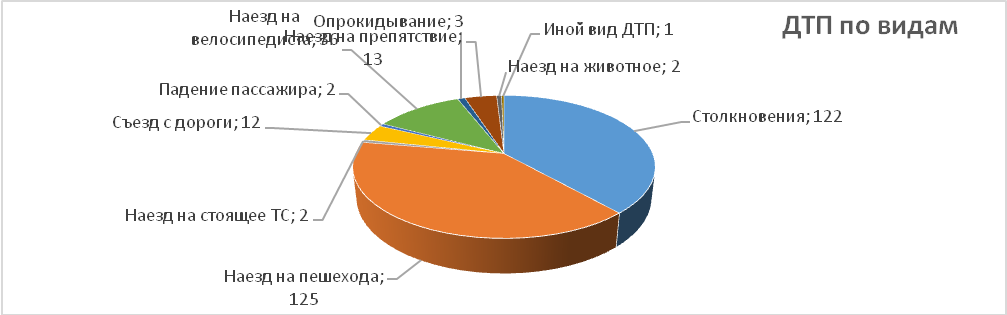 ДТП по видам
Наезд на
велосипедиста; 36
Опрокидывание; 3
Наезд на препятствие;
13
Иной вид ДТП; 1
Наезд на животное; 2
Падение пассажира; 2
Столкновения; 122
Съезд с дороги; 12
Наезд на стоящее ТС; 2
Наезд на пешехода;
125